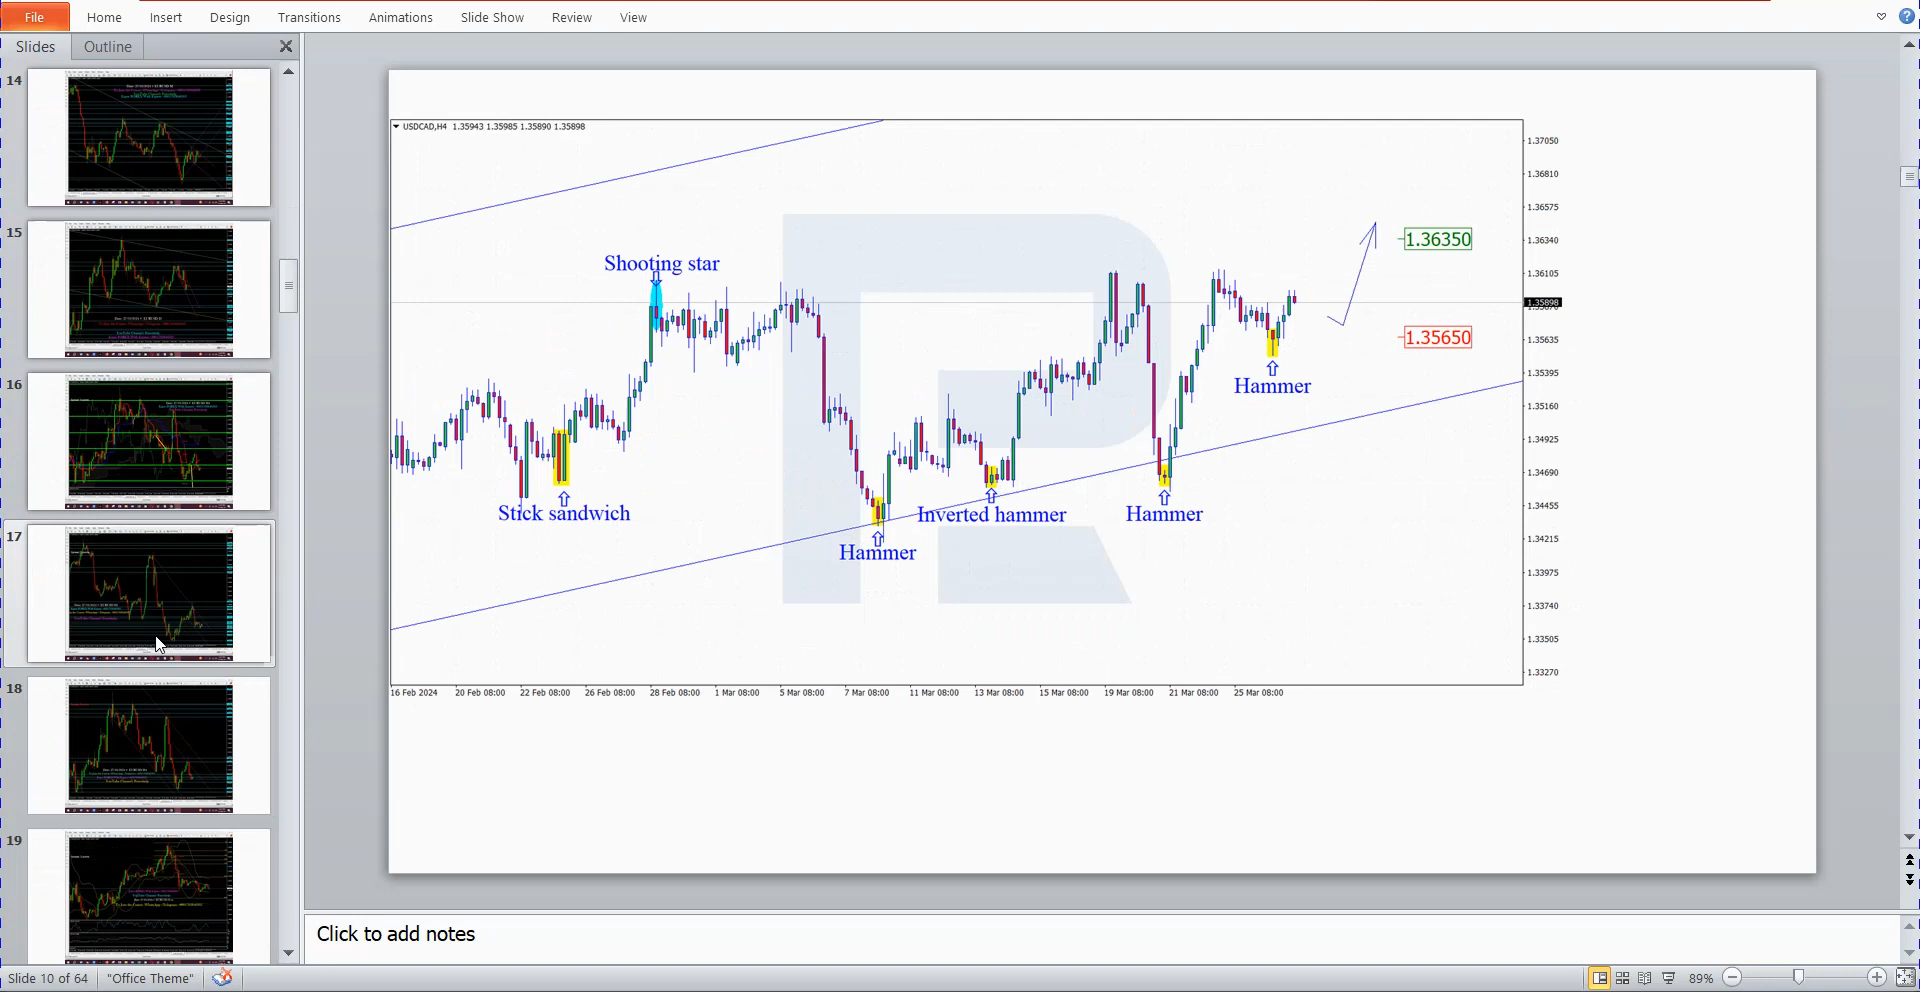 File Home Insert Design Transitions Animations Slide Show Review View
Slides Outline
14
15
16
17
18
19
USDCAD,H4 1.35943 1.35985 1.35890 1.35898
1.37050
1.36810
1.36575
1.36340
1.36105
1.35898
1.35870
1.35635
1.35395
1.35160
1.34925
1.34690
1.34455
1.34215
1.33975
1.33740
1.33505
1.33270
Shooting star
1.36350
1.35650
Hammer
Stick sandwich
Inverted hammer
Hammer
Hammer
16 Feb 2024 20 Feb 08:00 22 Feb 08:00 26 Feb 08:00 28 Feb 08:00 1 Mar 08:00 5 Mar 08:00 7 Mar 08:00 11 Mar 08:00 13 Mar 08:00 15 Mar 08:00 19 Mar 08:00 21 Mar 08:00 25 Mar 08:00
Click to add notes
Slide 10 of 64 "Office Theme" 89%